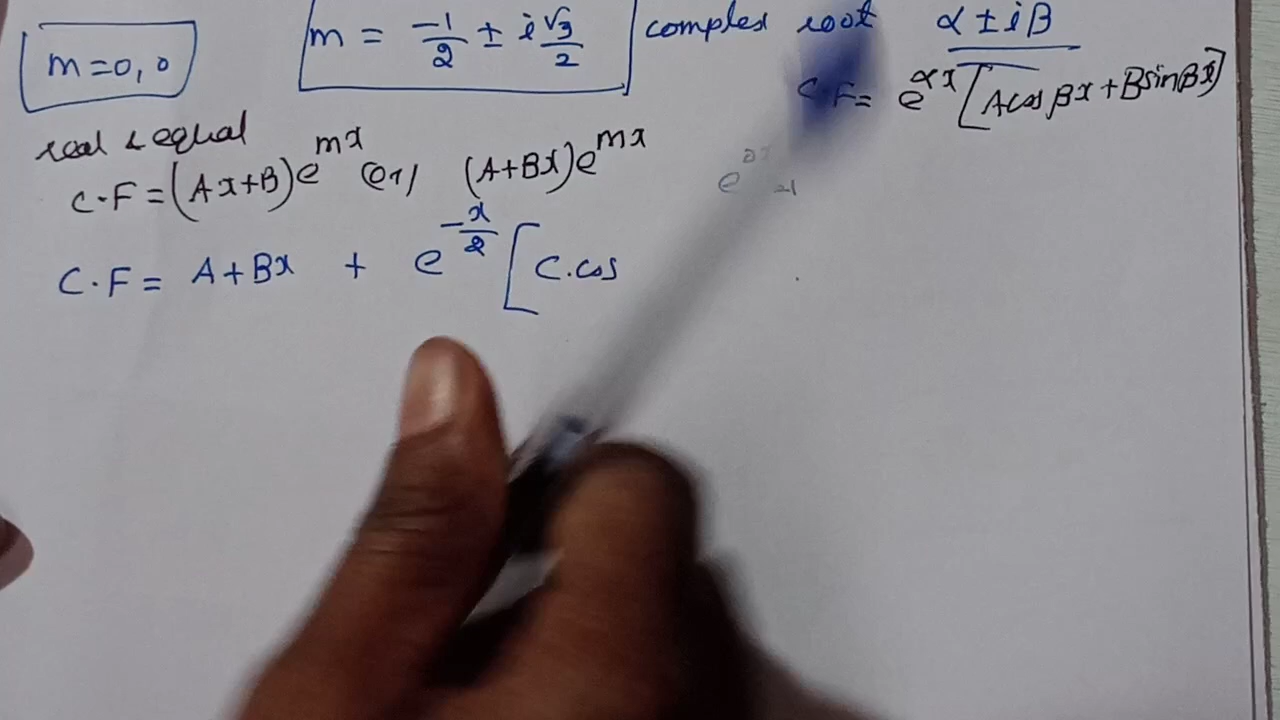 m = 0, 0
m = -1/2 ± i √3/2 complex root α ± iβ
C.F = e^αx [A cos βx + B sin βx]
real & equal
C.F = (Ax+B)e^mx (or) (A+Bx)e^mx
C.F = A+Bx + e^-x/2 [C.cos